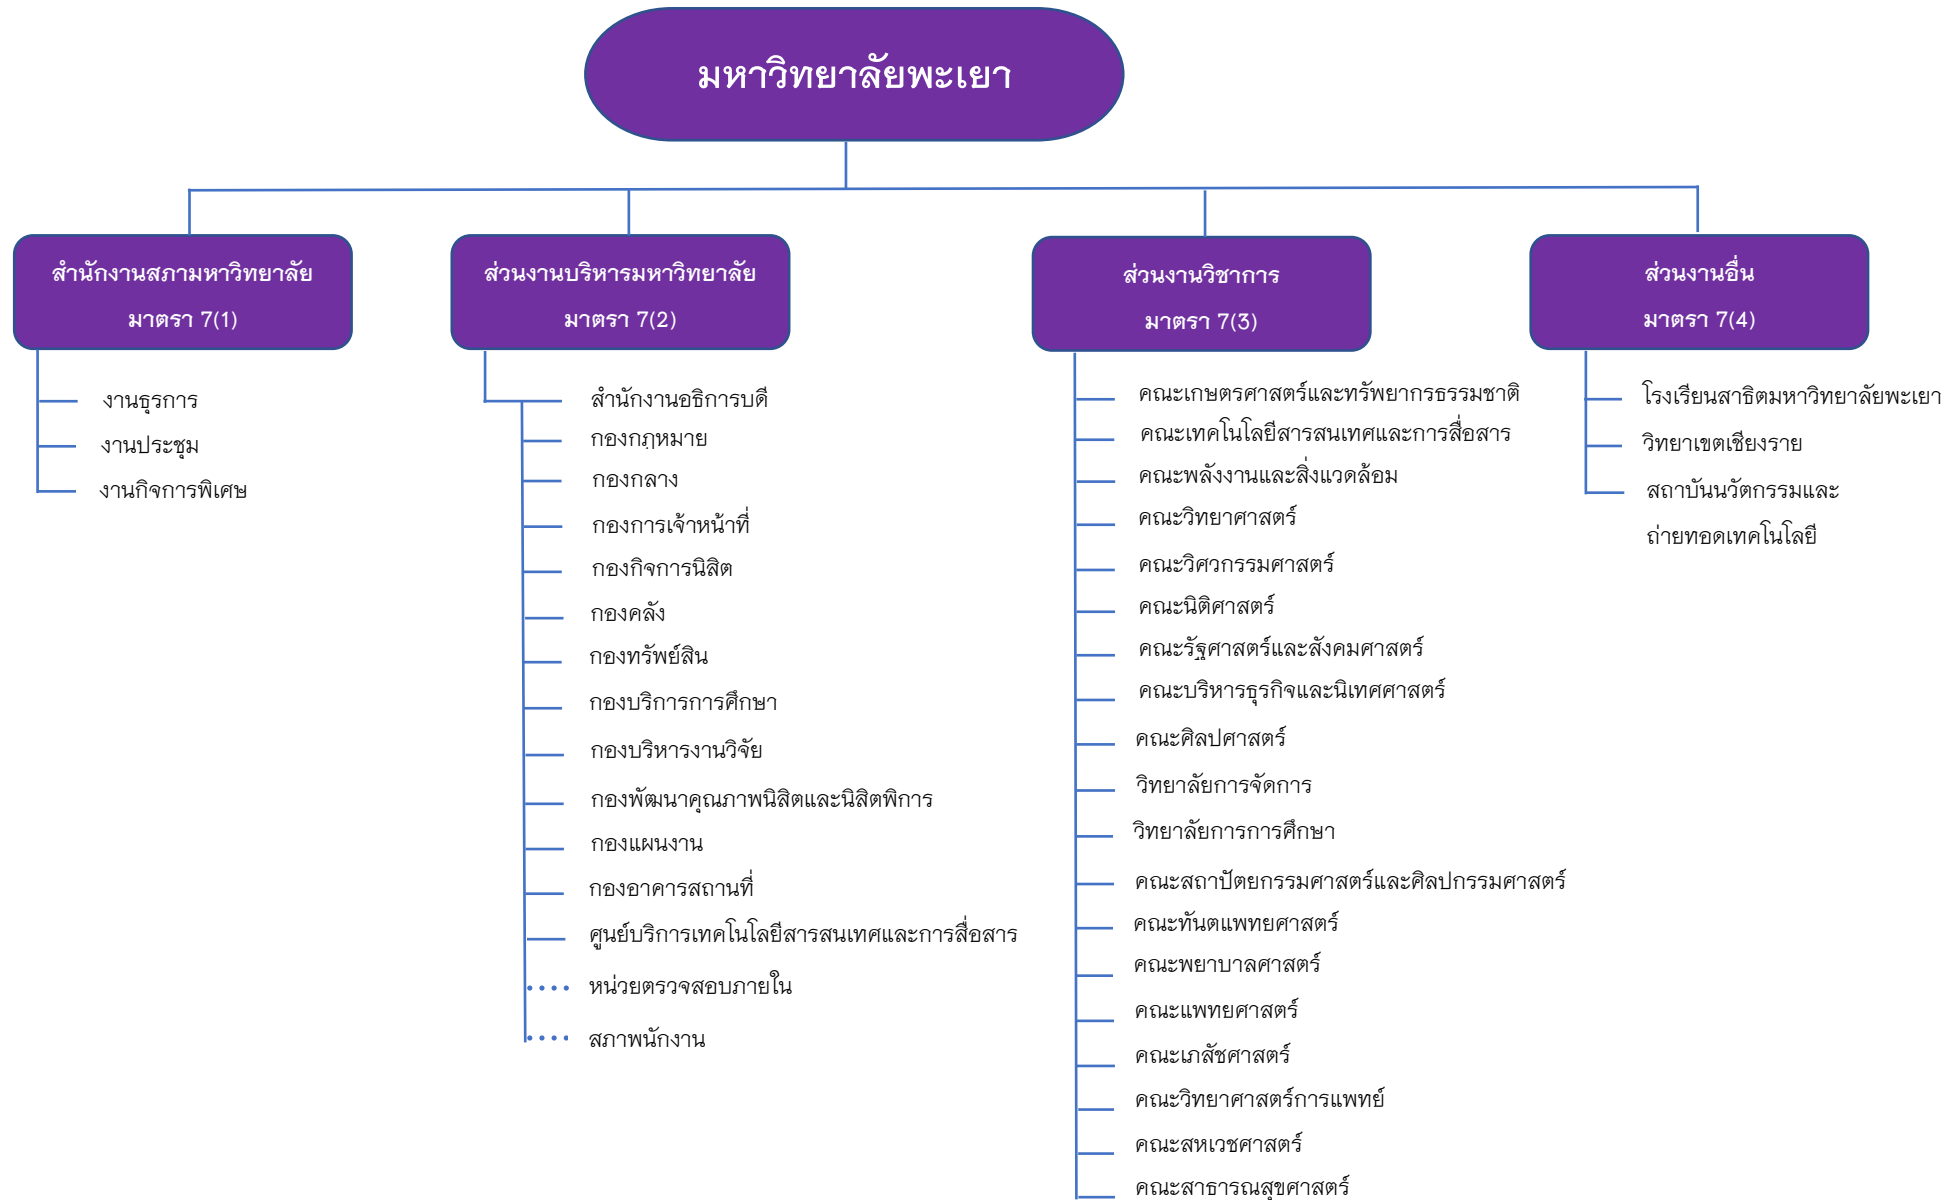 มหาวิทยาลัยพะเยา
สำนักงานสภามหาวิทยาลัย
มาตรา 7(1)
งานธุรการ
งานประชุม
งานกิจการพิเศษ
ส่วนงานบริหารมหาวิทยาลัย
มาตรา 7(2)
สำนักงานอธิการบดี
กองกฎหมาย
กองกลาง
กองการเจ้าหน้าที่
กองกิจการนิสิต
กองคลัง
กองทรัพย์สิน
กองบริการการศึกษา
กองบริหารงานวิจัย
กองพัฒนาคุณภาพนิสิตและนิสิตพิการ
กองแผนงาน
กองอาคารสถานที่
ศูนย์บริการเทคโนโลยีสารสนเทศและการสื่อสาร
หน่วยตรวจสอบภายใน
สภาพนักงาน
ส่วนงานวิชาการ
มาตรา 7(3)
คณะเกษตรศาสตร์และทรัพยากรธรรมชาติ
คณะเทคโนโลยีสารสนเทศและการสื่อสาร
คณะพลังงานและสิ่งแวดล้อม
คณะวิทยาศาสตร์
คณะวิศวกรรมศาสตร์
คณะนิติศาสตร์
คณะรัฐศาสตร์และสังคมศาสตร์
คณะบริหารธุรกิจและนิเทศศาสตร์
คณะศิลปศาสตร์
วิทยาลัยการจัดการ
วิทยาลัยการการศึกษา
คณะสถาปัตยกรรมศาสตร์และศิลปกรรมศาสตร์
คณะทันตแพทยศาสตร์
คณะพยาบาลศาสตร์
คณะแพทยศาสตร์
คณะเภสัชศาสตร์
คณะวิทยาศาสตร์การแพทย์
คณะสหเวชศาสตร์
คณะสาธารณสุขศาสตร์
ส่วนงานอื่น
มาตรา 7(4)
โรงเรียนสาธิตมหาวิทยาลัยพะเยา
วิทยาเขตเชียงราย
สถาบันนวัตกรรมและ
ถ่ายทอดเทคโนโลยี